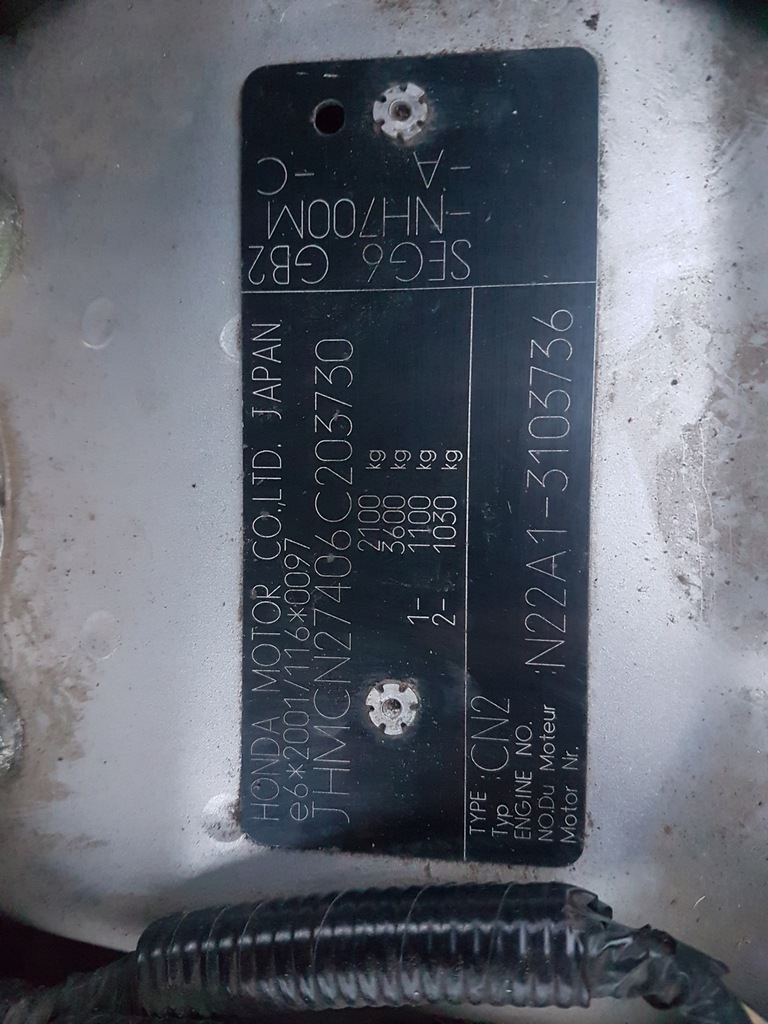 HONDA MOTOR CO.,LTD. JAPAN
e6*2001/116*0097
JHMCN27406C203730
2100 kg
3600 kg
1- 1100 kg
2- 1030 kg
TYPE :CN2
Typ
ENGINE NO. :N22A1-3103736
NO.Du Moteur
Motor Nr.
SEG6 GB2
-NH700M
-A -C